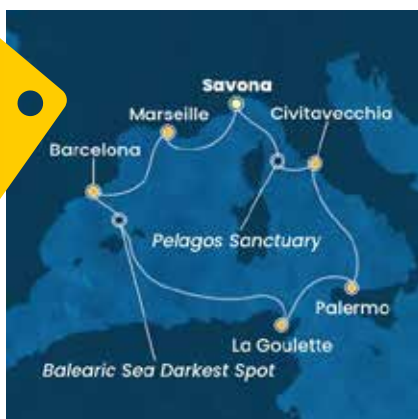 Savona
Marseille
Civitavecchia
Barcelona
Pelagos Sanctuary
Palermo
La Goulette
Balearic Sea Darkest Spot